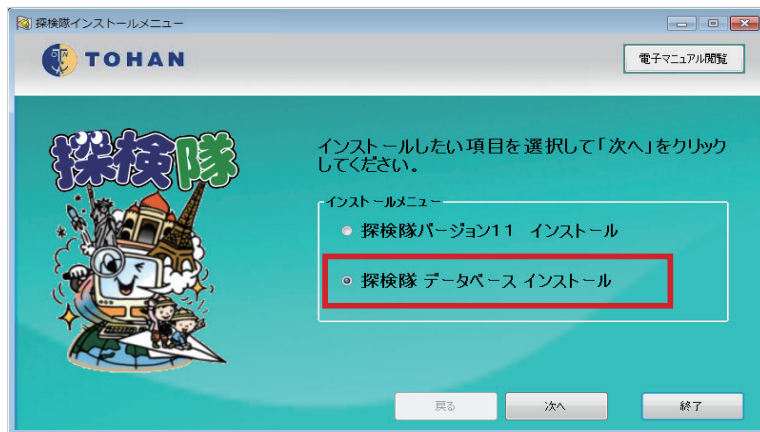 探検隊インストールメニュー
TOHAN
電子マニュアル閲覧
探検隊
インストールしたい項目を選択して「次へ」をクリック
してください。
インストールメニュー
探検隊バージョン11 インストール
探検隊 データベース インストール
戻る
次へ
終了